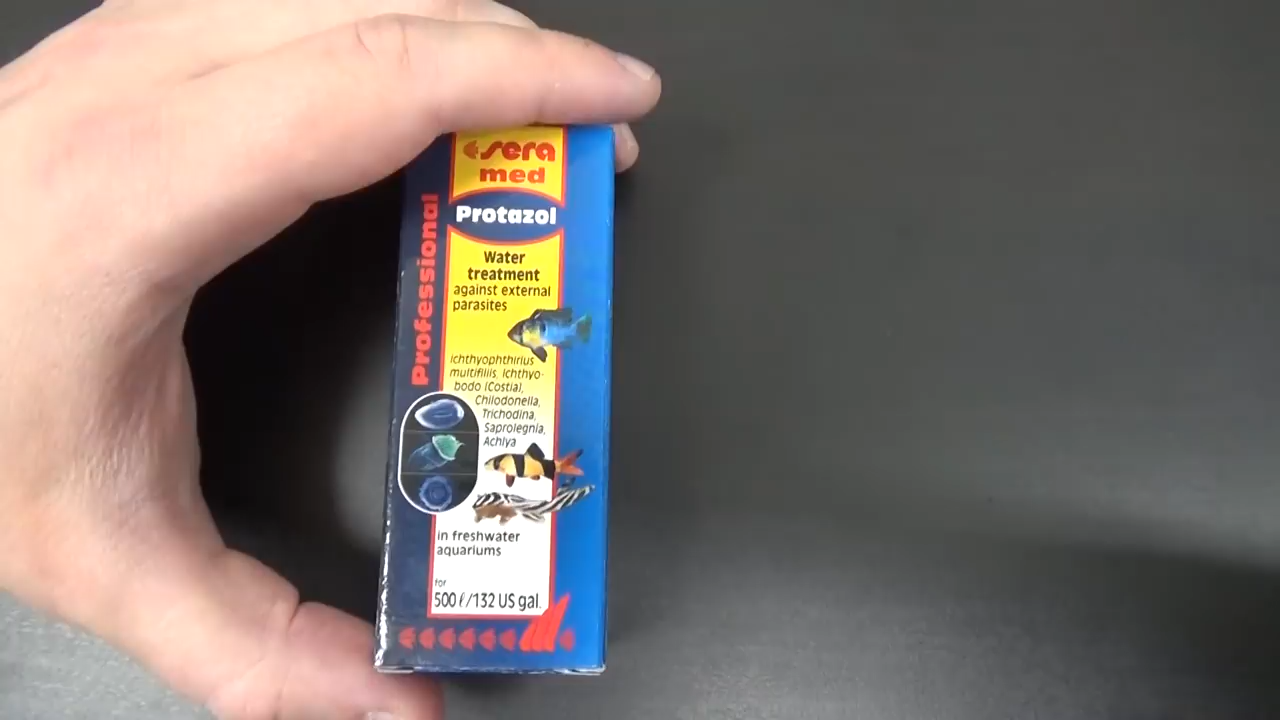 sera
med
Protazol
Professional
Water
treatment
against external
parasites
Ichthyophthirius
multifiliis, Ichthyo-
bodo (Costia),
Chilodonella,
Trichodina,
Saprolegnia,
Achlya
in freshwater
aquariums
for
500 ℓ/132 US gal.